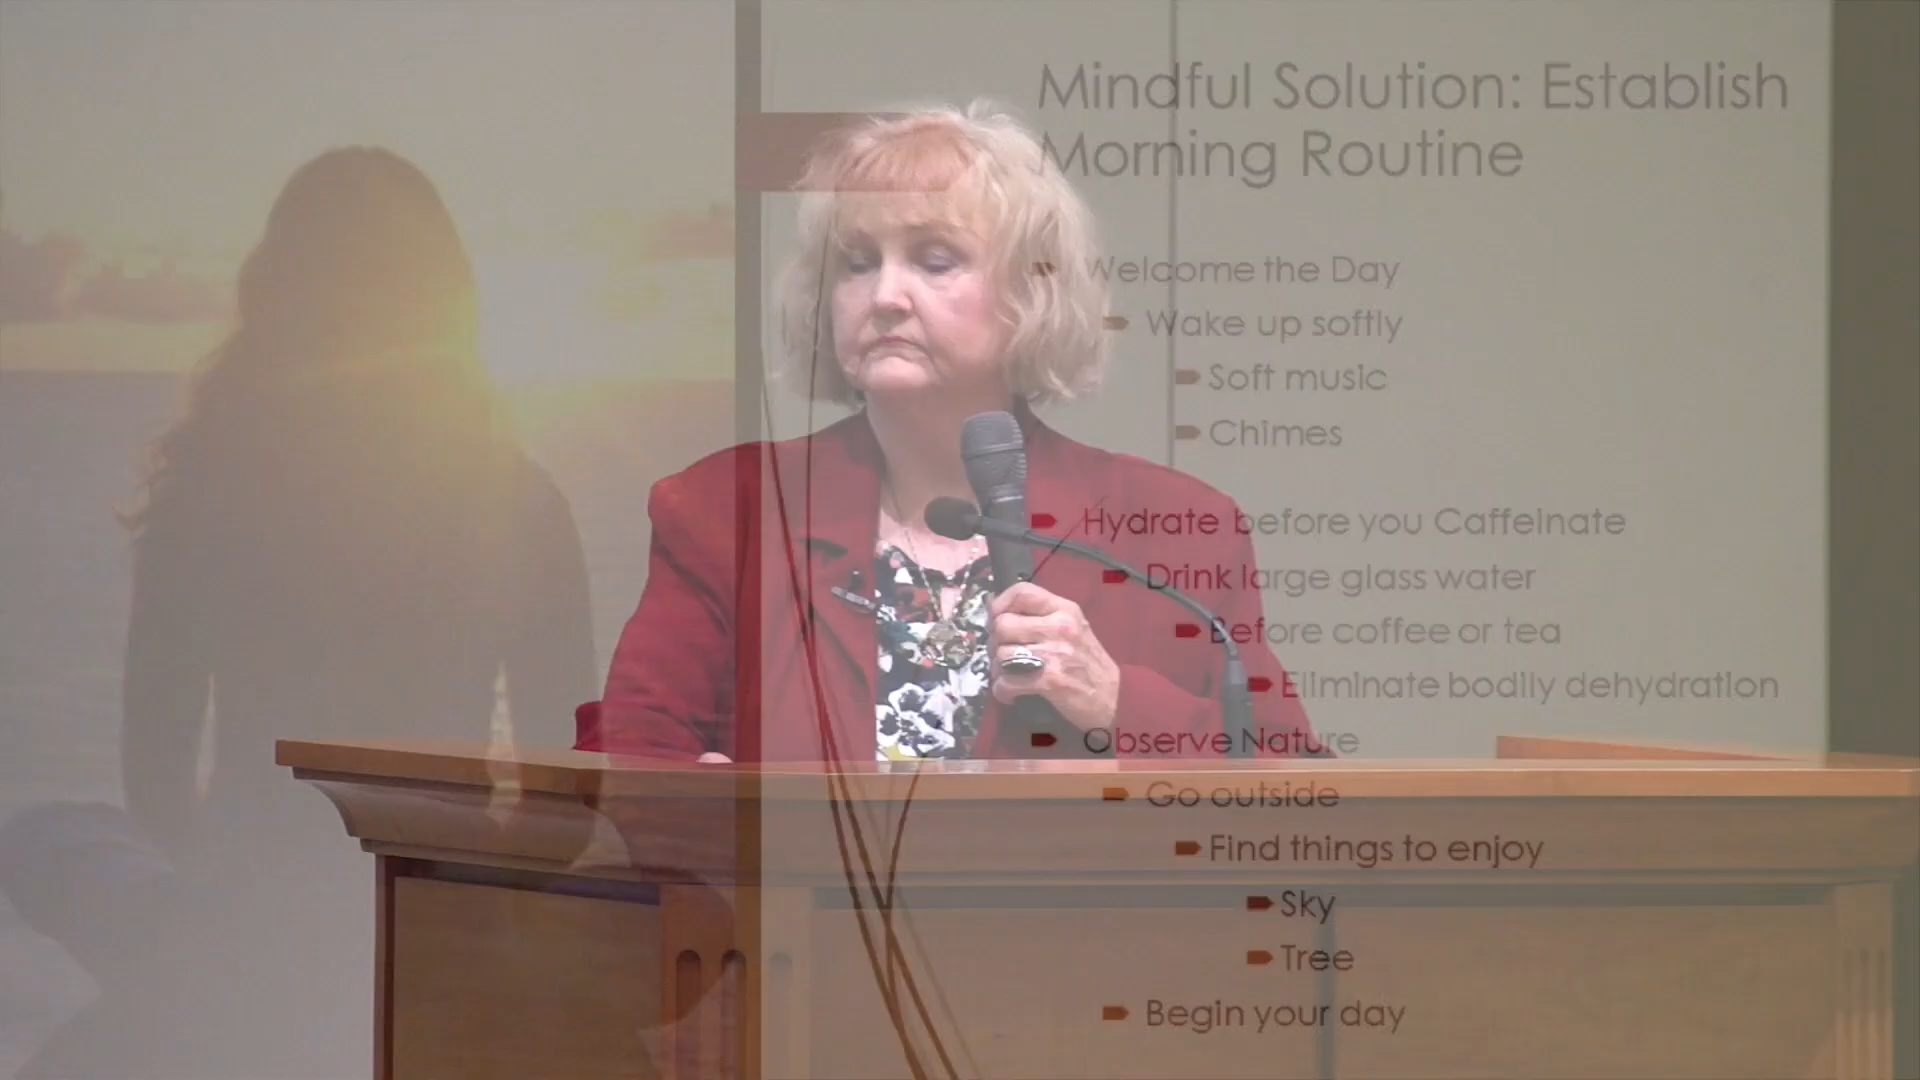 Mindful Solution: Establish
Morning Routine
Welcome the Day
Wake up softly
Soft music
Chimes
Hydrate before you Caffeinate
Drink large glass water
Before coffee or tea
Eliminate bodily dehydration
Observe Nature
Go outside
Find things to enjoy
Sky
Tree
Begin your day